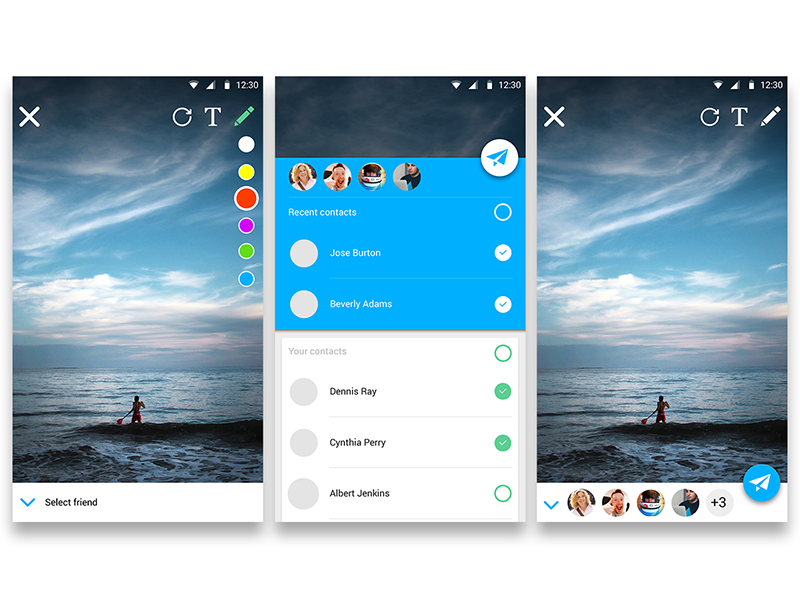 12:30
T
Select friend
12:30
Recent contacts
Jose Burton
Beverly Adams
Your contacts
Dennis Ray
Cynthia Perry
Albert Jenkins
12:30
T
+3